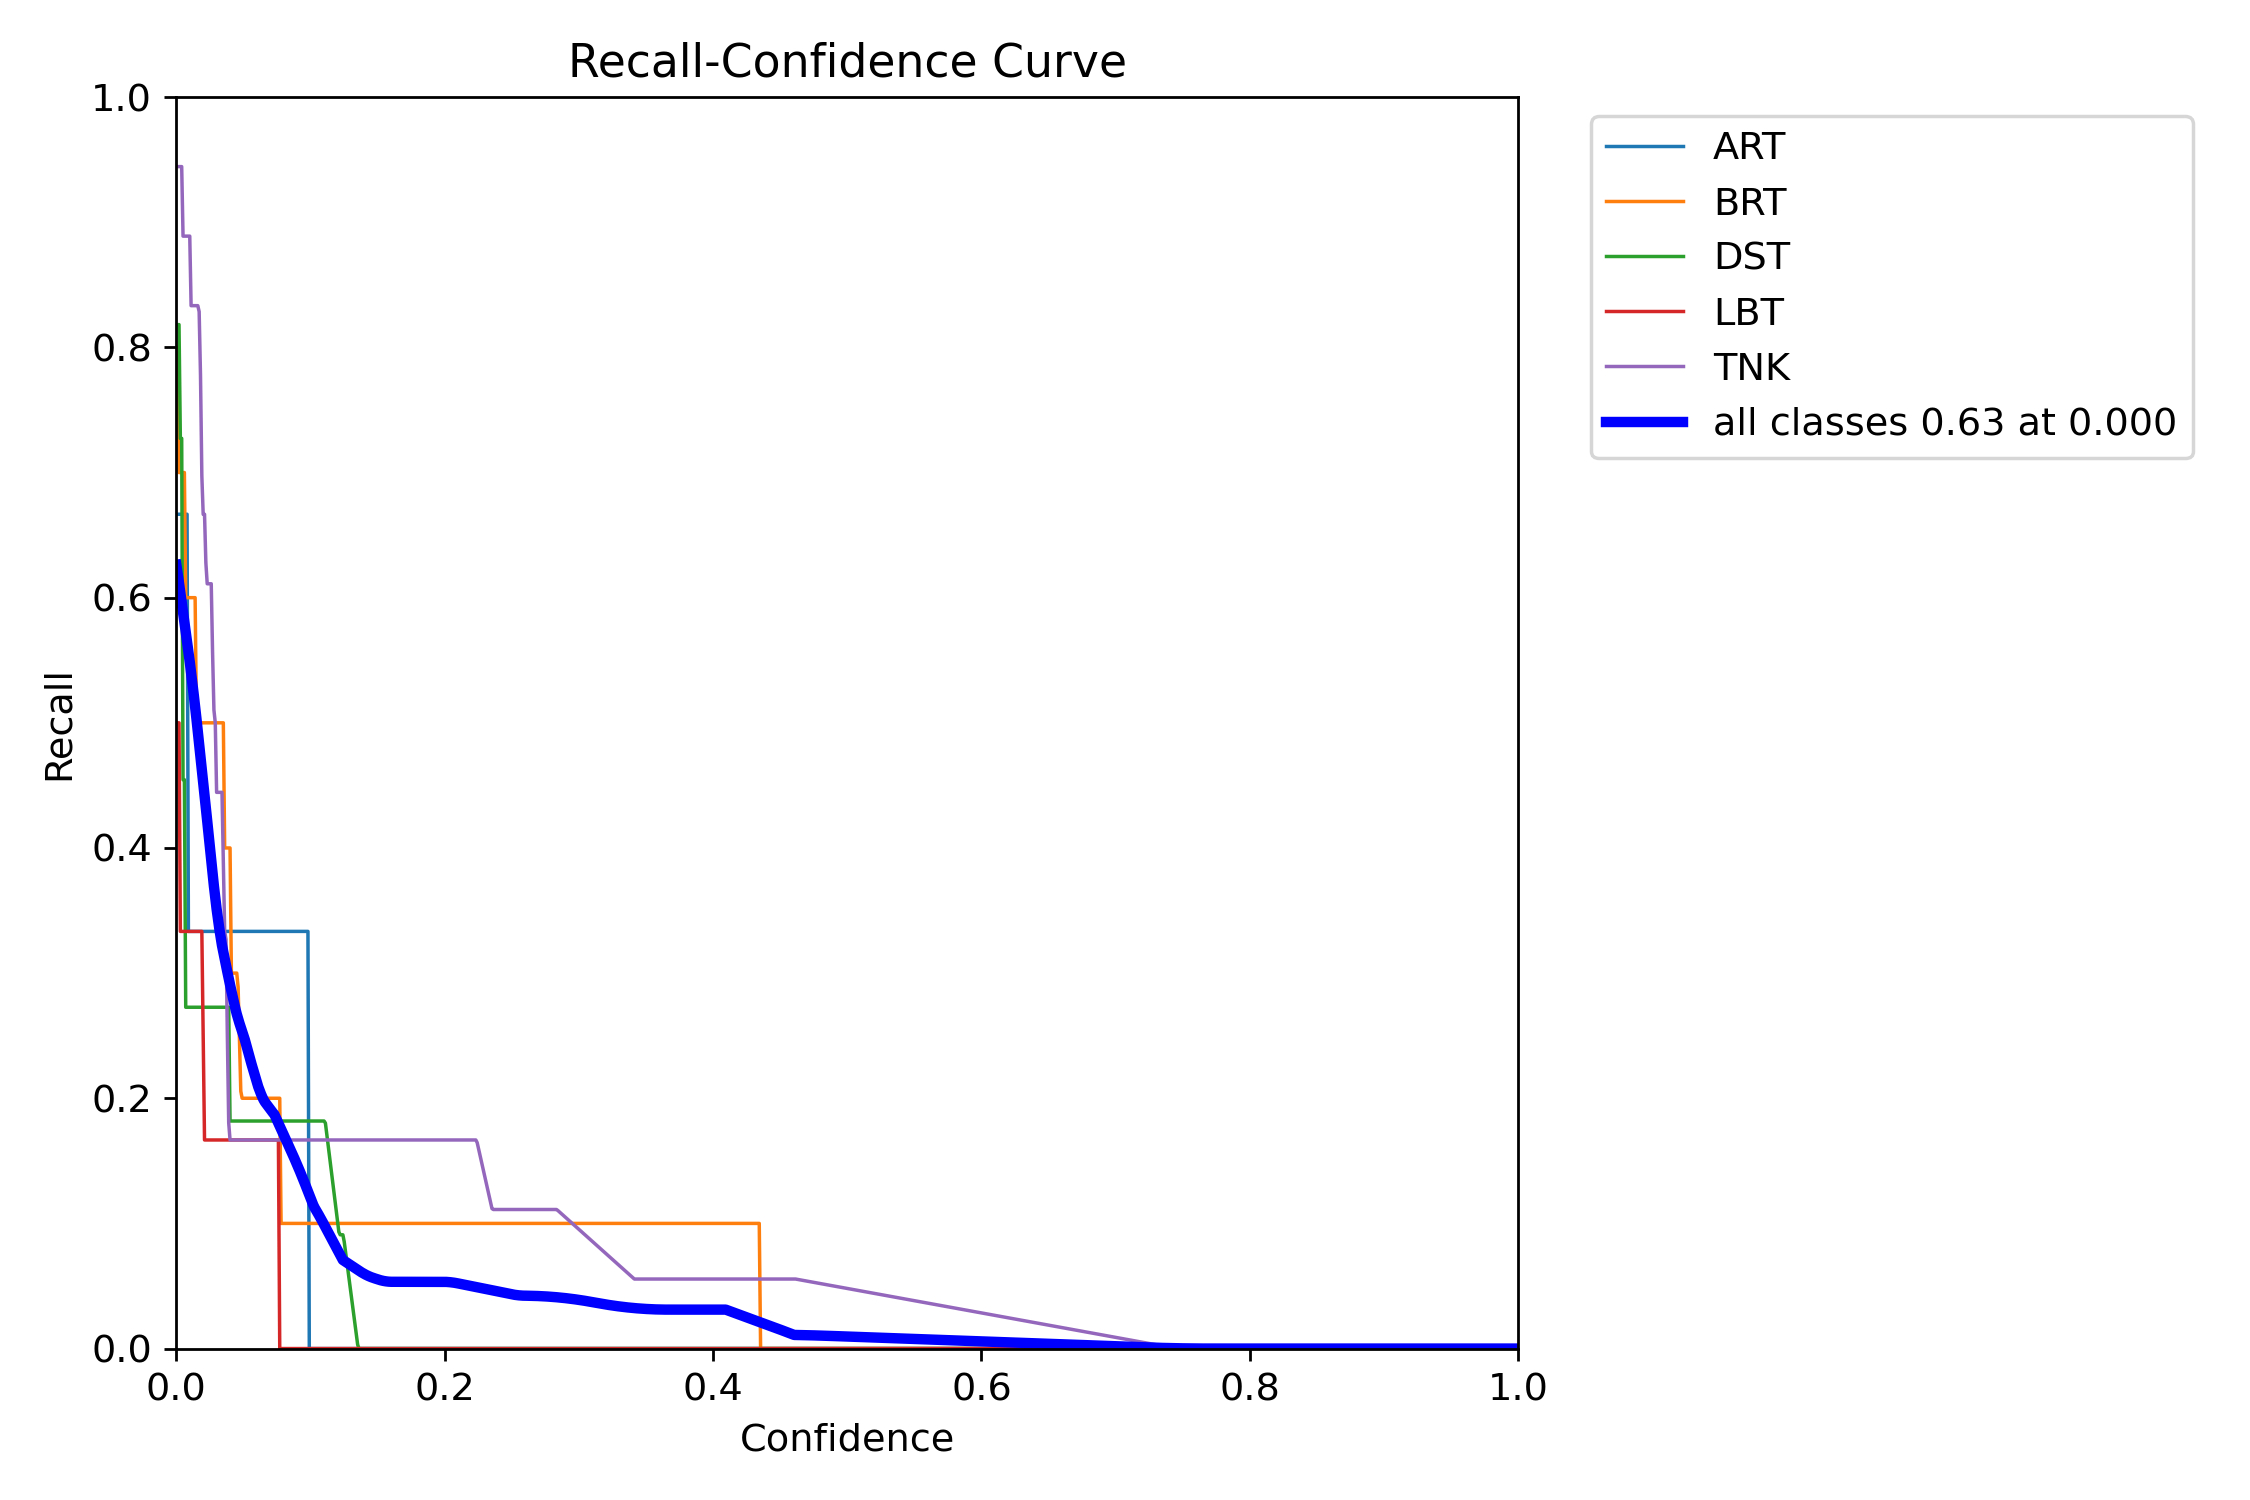 Recall-Confidence Curve
1.0
0.8
0.6
0.4
0.2
0.0
Recall
0.0 0.2 0.4 0.6 0.8 1.0
Confidence
ART
BRT
DST
LBT
TNK
all classes 0.63 at 0.000